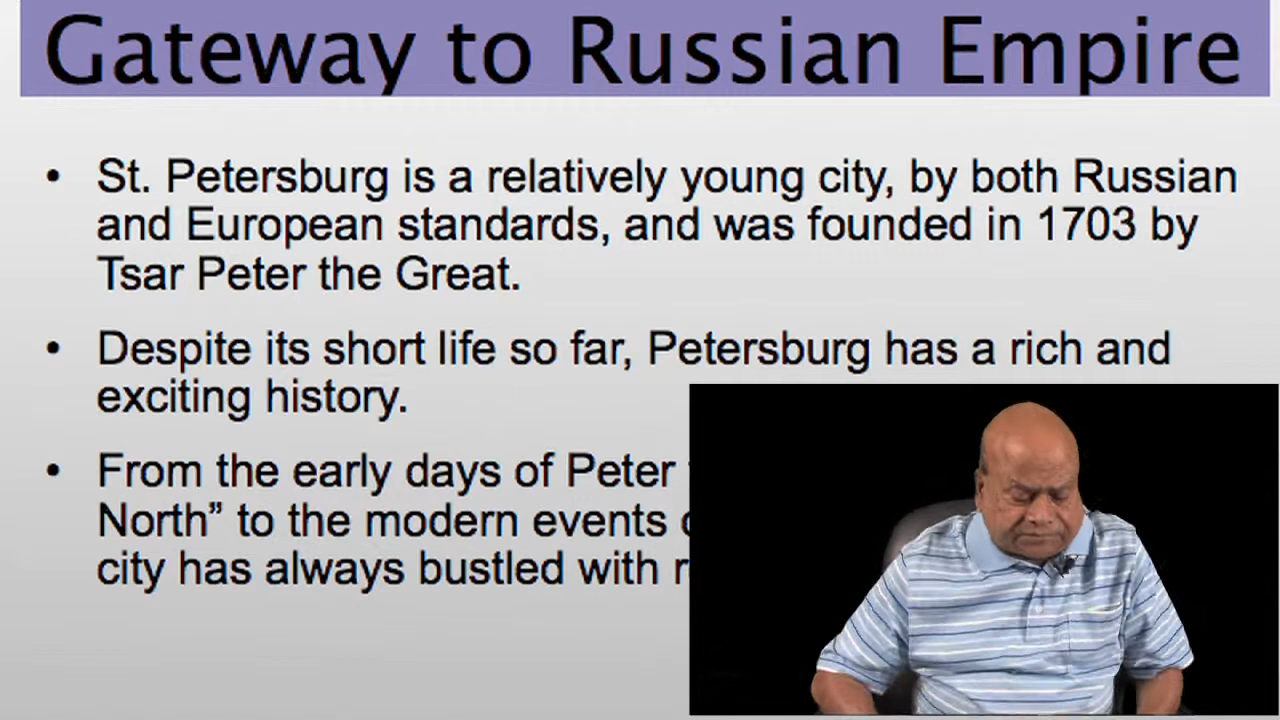 Gateway to Russian Empire
• St. Petersburg is a relatively young city, by both Russian
and European standards, and was founded in 1703 by
Tsar Peter the Great.
• Despite its short life so far, Petersburg has a rich and
exciting history.
• From the early days of Peter
North” to the modern events
city has always bustled with